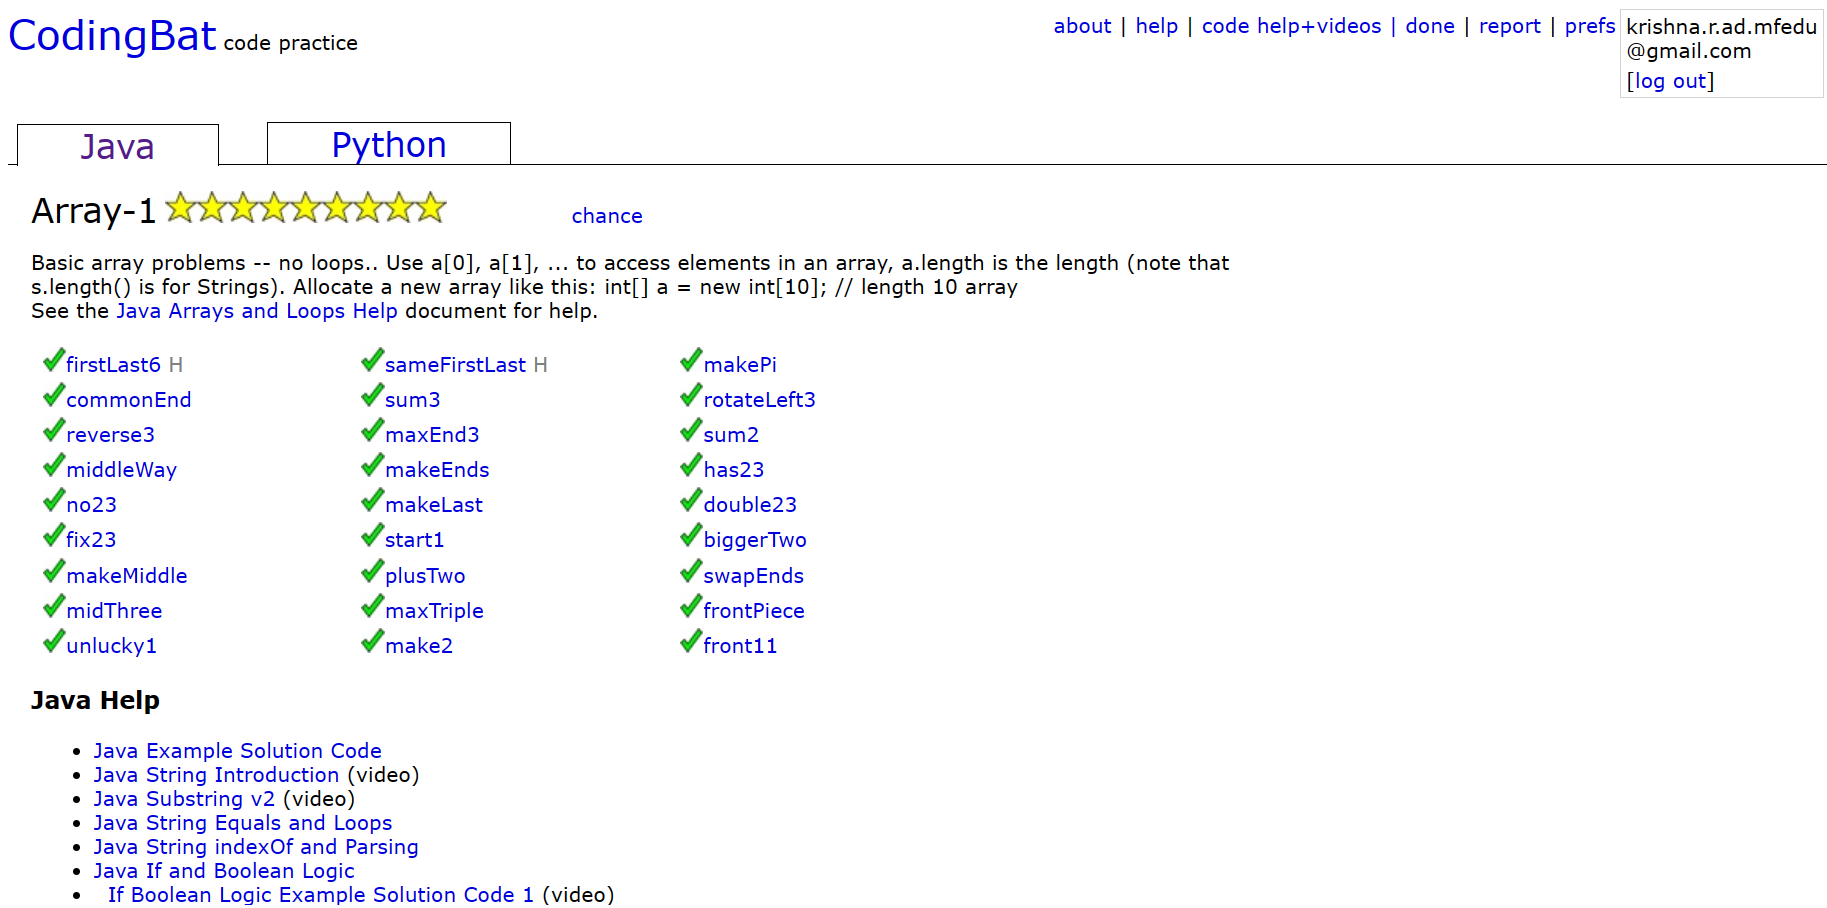 CodingBat code practice
about | help | code help+videos | done | report | prefs
krishna.r.ad.mfedu
@gmail.com
[log out]
Java
Python
Array-1
chance
Basic array problems -- no loops.. Use a[0], a[1], ... to access elements in an array, a.length is the length (note that
s.length() is for Strings). Allocate a new array like this: int[] a = new int[10]; // length 10 array
See the Java Arrays and Loops Help document for help.
firstLast6 H sameFirstLast H makePi
commonEnd sum3 rotateLeft3
reverse3 maxEnd3 sum2
middleWay makeEnds has23
no23 makeLast double23
fix23 start1 biggerTwo
makeMiddle plusTwo swapEnds
midThree maxTriple frontPiece
unlucky1 make2 front11
Java Help
Java Example Solution Code
Java String Introduction (video)
Java Substring v2 (video)
Java String Equals and Loops
Java String indexOf and Parsing
Java If and Boolean Logic
If Boolean Logic Example Solution Code 1 (video)